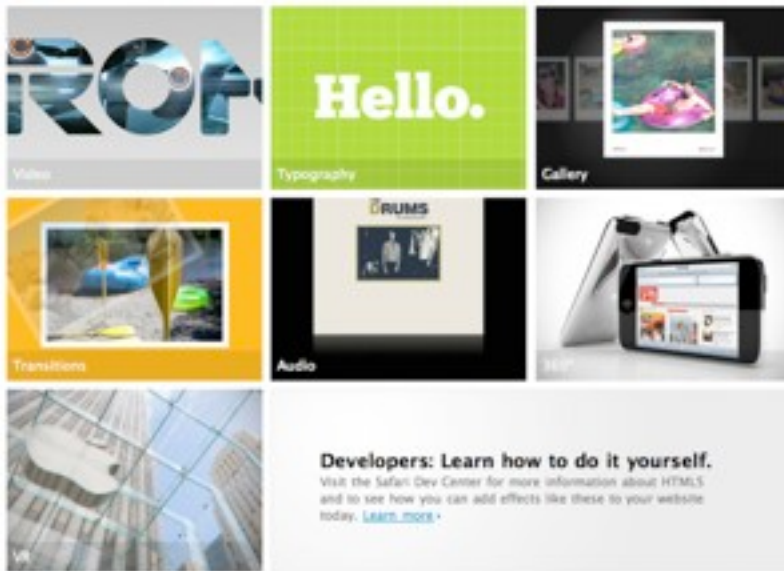 RON
Video
Hello.
Typography
Gallery
Transitions
DRUMS
Audio
360°
VR
Developers: Learn how to do it yourself.
Visit the Safari Dev Center for more information about HTML5
and to see how you can add effects like these to your website
today. Learn more ›